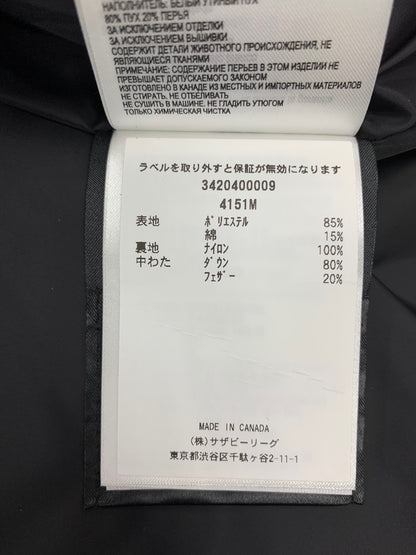 НАПОЛНИТЕЛЬ: БЕЛЫЙ УТИНЫЙ ПУХ
80% ПУХ 20% ПЕРЬЯ
ЗА ИСКЛЮЧЕНИЕМ ОТДЕЛКИ
ЗА ИСКЛЮЧЕНИЕМ ВЫШИВКИ
СОДЕРЖИТ ДЕТАЛИ ЖИВОТНОГО ПРОИСХОЖДЕНИЯ, НЕ
ЯВЛЯЮЩИЕСЯ ТКАНЯМИ
ПРИМЕЧАНИЕ: СОДЕРЖАНИЕ ПЕРЬЕВ В ЭТОМ ИЗДЕЛИИ НЕ
ПРЕВЫШАЕТ ДОПУСКАЕМОГО ЗАКОНОМ
ИЗГОТОВЛЕНО В КАНАДЕ ИЗ МЕСТНЫХ И ИМПОРТНЫХ МАТЕРИАЛОВ
НЕ СТИРАТЬ. НЕ ОТБЕЛИВАТЬ
НЕ СУШИТЬ В МАШИНЕ. НЕ ГЛАДИТЬ УТЮГОМ
ТОЛЬКО ХИМИЧЕСКАЯ ЧИСТКА
ラベルを取り外すと保証が無効になります
3420400009
4151M
表地 ポリエステル 85%
綿 15%
裏地 ナイロン 100%
中わた ダウン 80%
フェザー 20%
MADE IN CANADA
(株)サザビーリーグ
東京都渋谷区千駄ヶ谷2-11-1